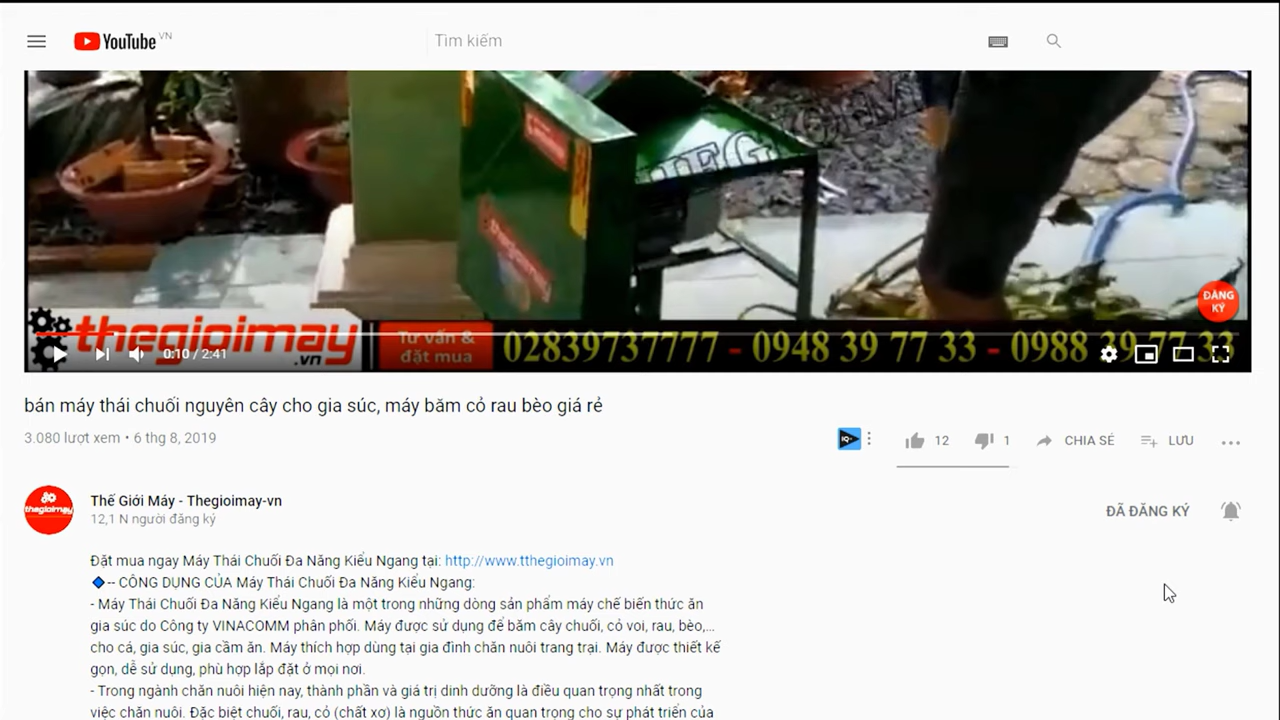 YouTube VN
Tìm kiếm
ĐĂNG
KÝ
thegioimay
.vn
Tư vấn &
đặt mua
02839737777 - 0948 39 77 33 - 0988 39 77 33
0:10 / 2:41
bán máy thái chuối nguyên cây cho gia súc, máy băm cỏ rau bèo giá rẻ
3.080 lượt xem • 6 thg 8, 2019
12
1
CHIA SẺ
LƯU
thegioimay
Thế Giới Máy - Thegioimay-vn
12,1 N người đăng ký
ĐÃ ĐĂNG KÝ
Đặt mua ngay Máy Thái Chuối Đa Năng Kiểu Ngang tại: http://www.tthegioimay.vn
🔷-- CÔNG DỤNG CỦA Máy Thái Chuối Đa Năng Kiểu Ngang:
- Máy Thái Chuối Đa Năng Kiểu Ngang là một trong những dòng sản phẩm máy chế biến thức ăn
gia súc do Công ty VINACOMM phân phối. Máy được sử dụng để băm cây chuối, cỏ voi, rau, bèo,...
cho cá, gia súc, gia cầm ăn. Máy thích hợp dùng tại gia đình chăn nuôi trang trại. Máy được thiết kế
gọn, dễ sử dụng, phù hợp lắp đặt ở mọi nơi.
- Trong ngành chăn nuôi hiện nay, thành phần và giá trị dinh dưỡng là điều quan trọng nhất trong
việc chăn nuôi. Đặc biệt chuối, rau, cỏ (chất xơ) là nguồn thức ăn quan trọng cho sự phát triển của